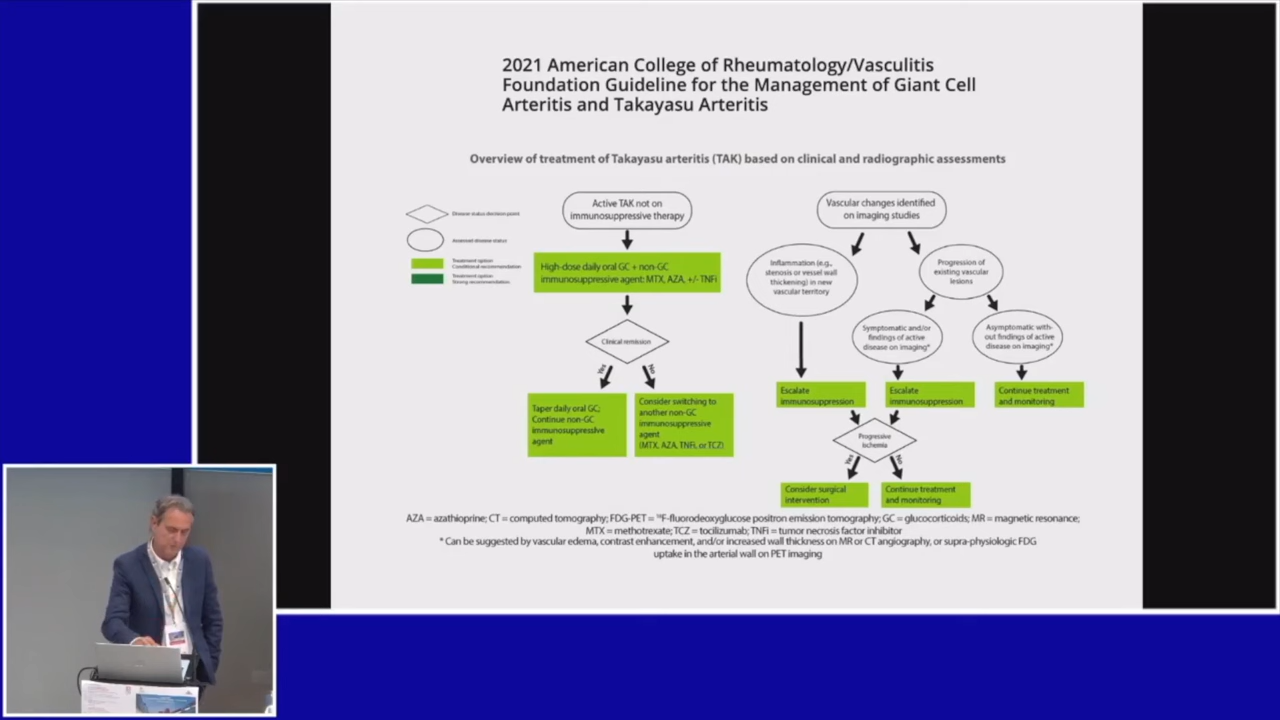 2021 American College of Rheumatology/Vasculitis
Foundation Guideline for the Management of Giant Cell
Arteritis and Takayasu Arteritis
Overview of treatment of Takayasu arteritis (TAK) based on clinical and radiographic assessments
Disease status decision point
Assessed disease status
Treatment option
Conditional recommendation
Treatment option
Strong recommendation
Active TAK not on
immunosuppressive therapy
High-dose daily oral GC + non-GC
immunosuppressive agent: MTX, AZA, +/- TNFi
Clinical remission
Yes
No
Taper daily oral GC;
Continue non-GC
immunosuppressive
agent
Consider switching to
another non-GC
immunosuppressive
agent
(MTX, AZA, TNFi, or TCZ)
Vascular changes identified
on imaging studies
Inflammation (e.g.,
stenosis or vessel wall
thickening) in new
vascular territory
Progression of
existing vascular
lesions
Symptomatic and/or
findings of active
disease on imaging*
Asymptomatic with-
out findings of active
disease on imaging*
Escalate
immunosuppression
Escalate
immunosuppression
Continue treatment
and monitoring
Progressive
ischemia
Yes
No
Consider surgical
intervention
Continue treatment
and monitoring
AZA = azathioprine; CT = computed tomography; FDG-PET = ¹⁸F-fluorodeoxyglucose positron emission tomography; GC = glucocorticoids; MR = magnetic resonance;
MTX = methotrexate; TCZ = tocilizumab; TNFi = tumor necrosis factor inhibitor
* Can be suggested by vascular edema, contrast enhancement, and/or increased wall thickness on MR or CT angiography, or supra-physiologic FDG
uptake in the arterial wall on PET imaging